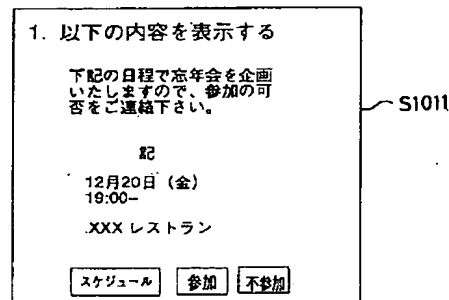 1. 以下の内容を表示する
下記の日程で忘年会を企画
いたしますので、参加の可
否をご連絡下さい。
記
12月20日（金）
19:00–
XXX レストラン
スケジュール 参加 不参加
S1011